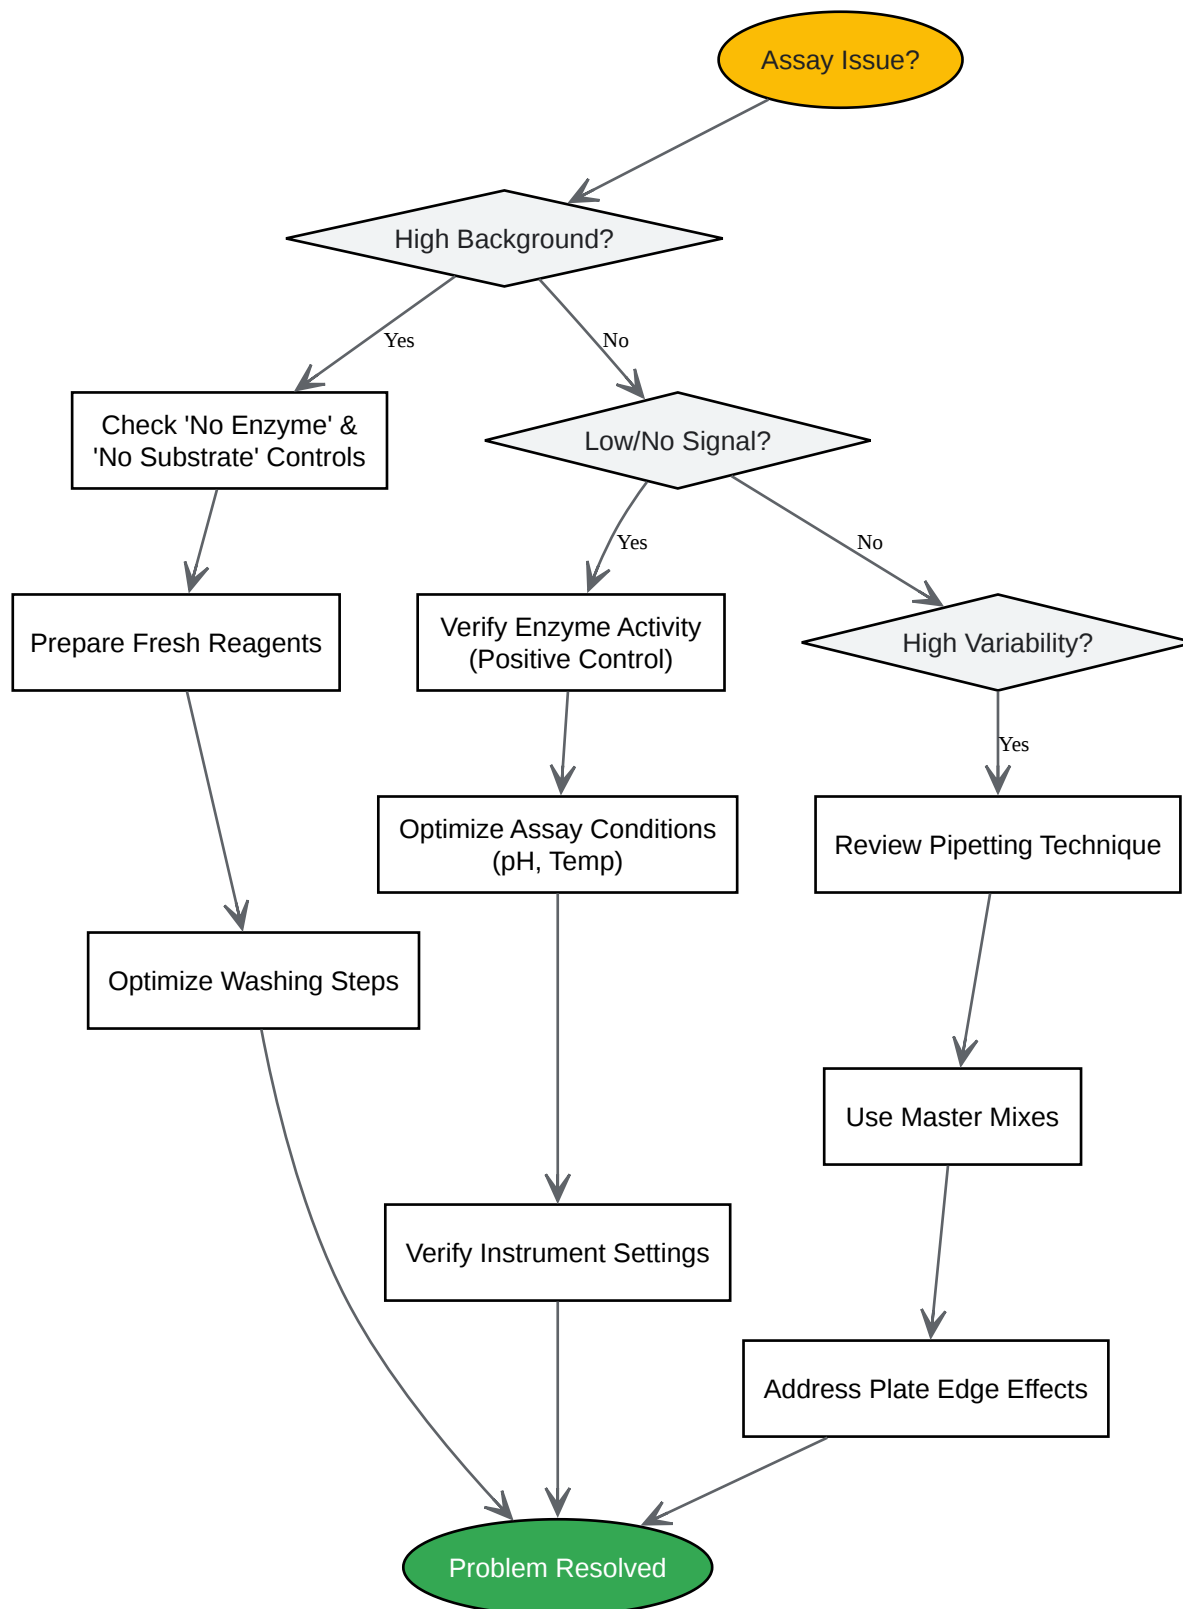 Assay Issue?
High Background?
Yes
No
Check 'No Enzyme' &
'No Substrate' Controls
Low/No Signal?
Yes
No
Prepare Fresh Reagents
Verify Enzyme Activity
(Positive Control)
High Variability?
Yes
Optimize Assay Conditions
(pH, Temp)
Review Pipetting Technique
Optimize Washing Steps
Use Master Mixes
Verify Instrument Settings
Address Plate Edge Effects
Problem Resolved